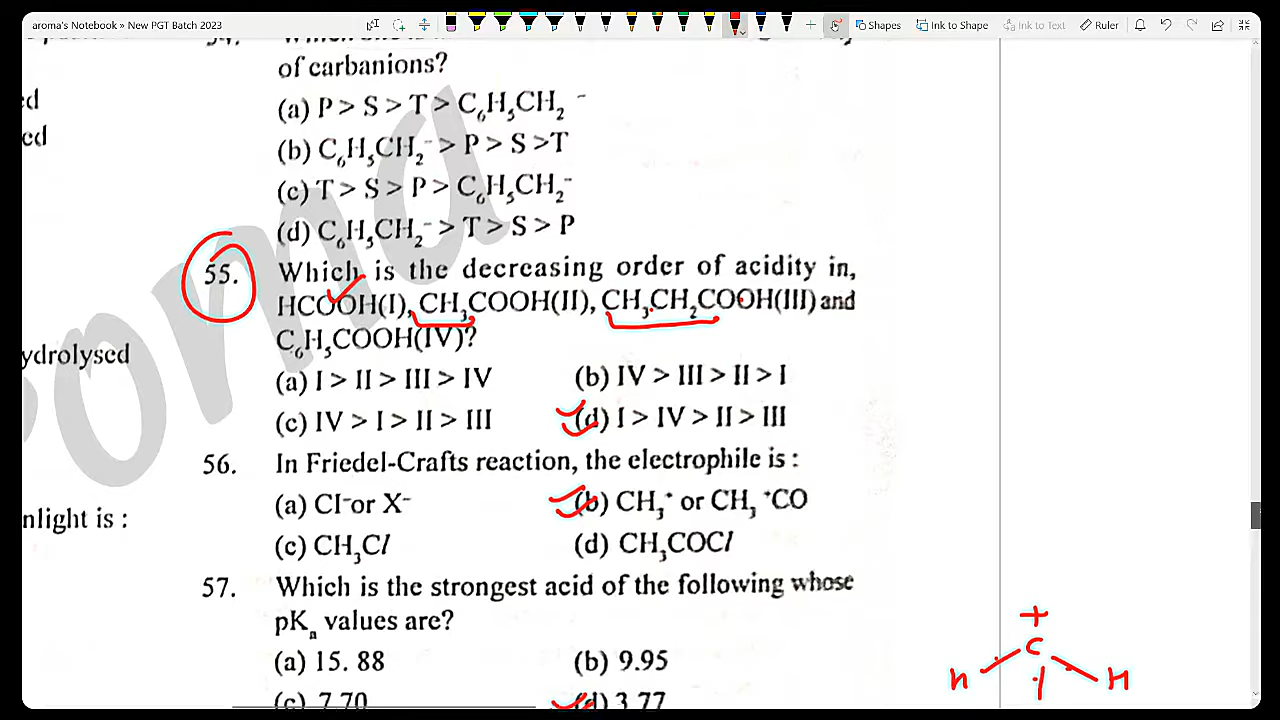 aroma's Notebook » New PGT Batch 2023
Shapes
Ink to Shape
Ink to Text
Ruler
of carbanions?
(a) P > S > T > C₆H₅CH₂⁻
(b) C₆H₅CH₂⁻ > P > S >T
(c) T > S > P > C₆H₅CH₂⁻
(d) C₆H₅CH₂⁻ > T > S > P
55. Which is the decreasing order of acidity in,
HCOOH(I), CH₃COOH(II), CH₃CH₂COOH(III) and
C₆H₅COOH(IV)?
(a) I > II > III > IV (b) IV > III > II > I
(c) IV > I > II > III (d) I > IV > II > III
56. In Friedel-Crafts reaction, the electrophile is :
(a) Cl⁻or X⁻ (b) CH₃⁺ or CH₃ ⁺CO
(c) CH₃Cl (d) CH₃COCl
57. Which is the strongest acid of the following whose
pKₐ values are?
(a) 15. 88 (b) 9.95
(c) 7.70 (d) 3.77
ed
ed
ydrolysed
nlight is :
roma
+
C
H H